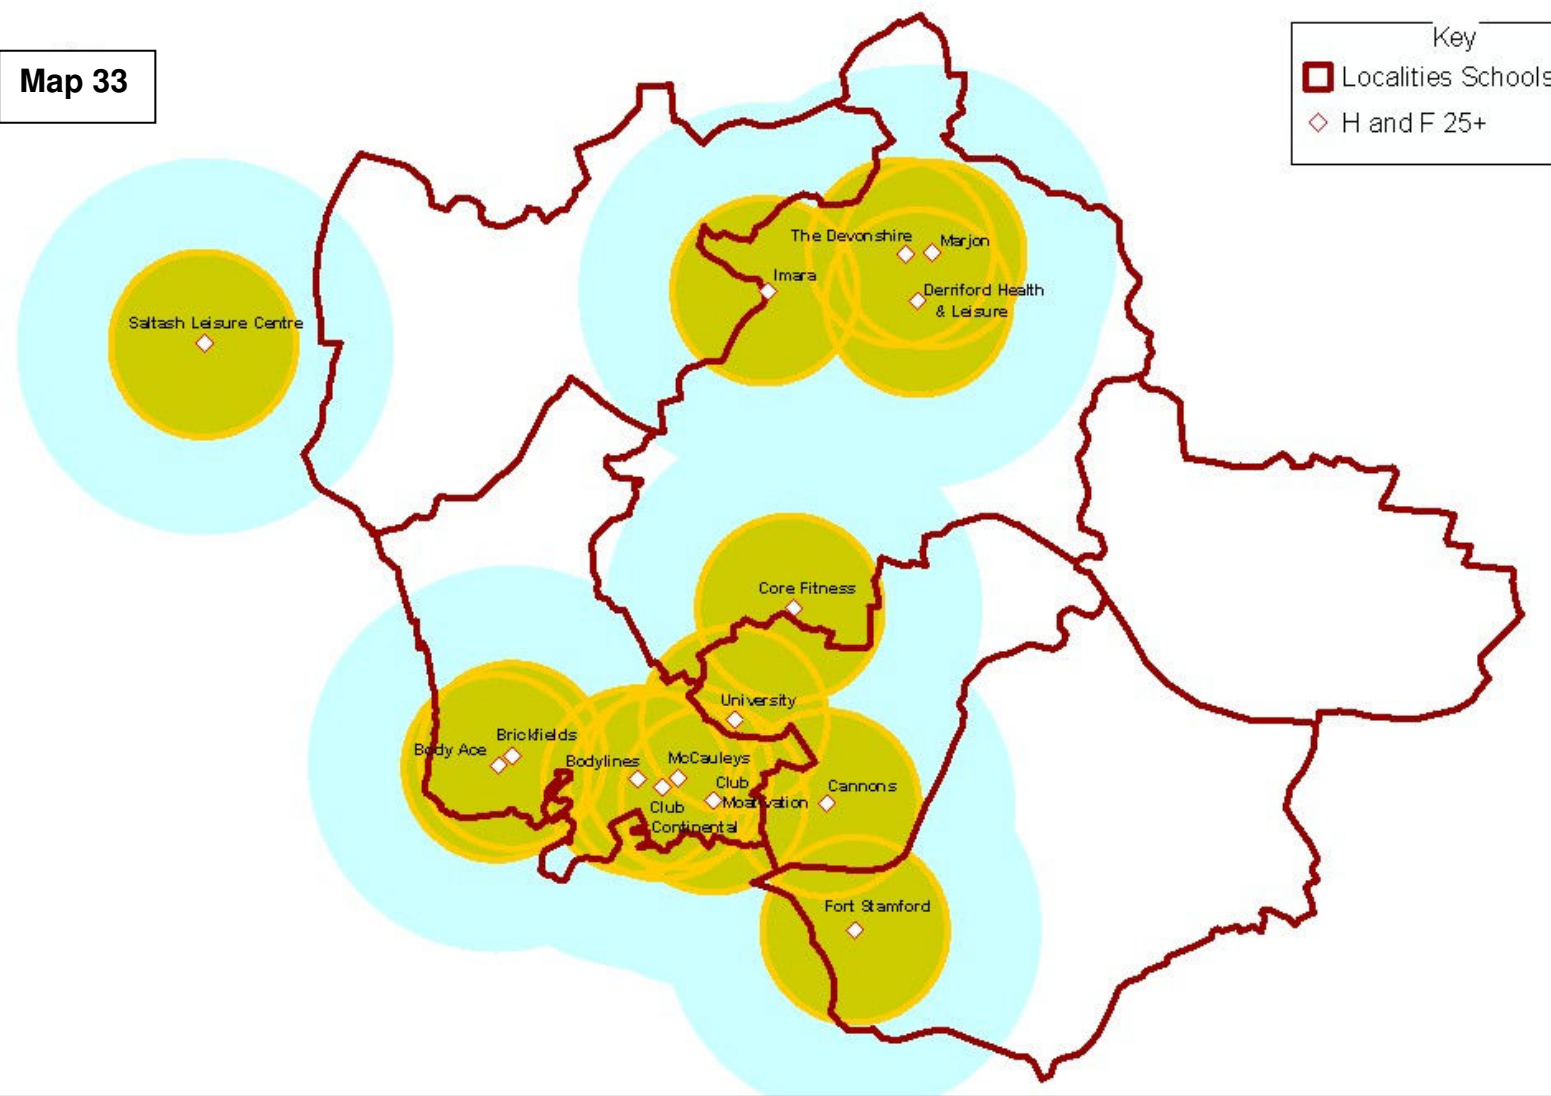 Map 33
Key
Localities Schools
H and F 25+
The Devonshire
Marjon
Imara
Derriford Health
& Leisure
Saltash Leisure Centre
Core Fitness
University
Brickfields
Body Ace
Bodylines
McCauleys
Club
Moativation
Cannons
Club
Continental
Fort Stamford